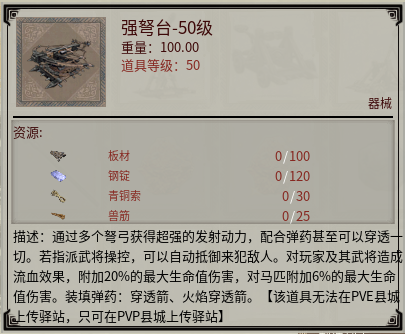 强弩台-50级
重量：100.00
道具等级：50
器械
资源:
板材 0/100
钢锭 0/120
青铜索 0/30
兽筋 0/25
描述：通过多个弩弓获得超强的发射动力，配合弹药甚至可以穿透一
切。若指派武将操控，可以自动抵御来犯敌人。对玩家及其武将造成
流血效果，附加20%的最大生命值伤害，对马匹附加6%的最大生命
值伤害。装填弹药：穿透箭、火焰穿透箭。【该道具无法在PVE县城
上传驿站，只可在PVP县城上传驿站】